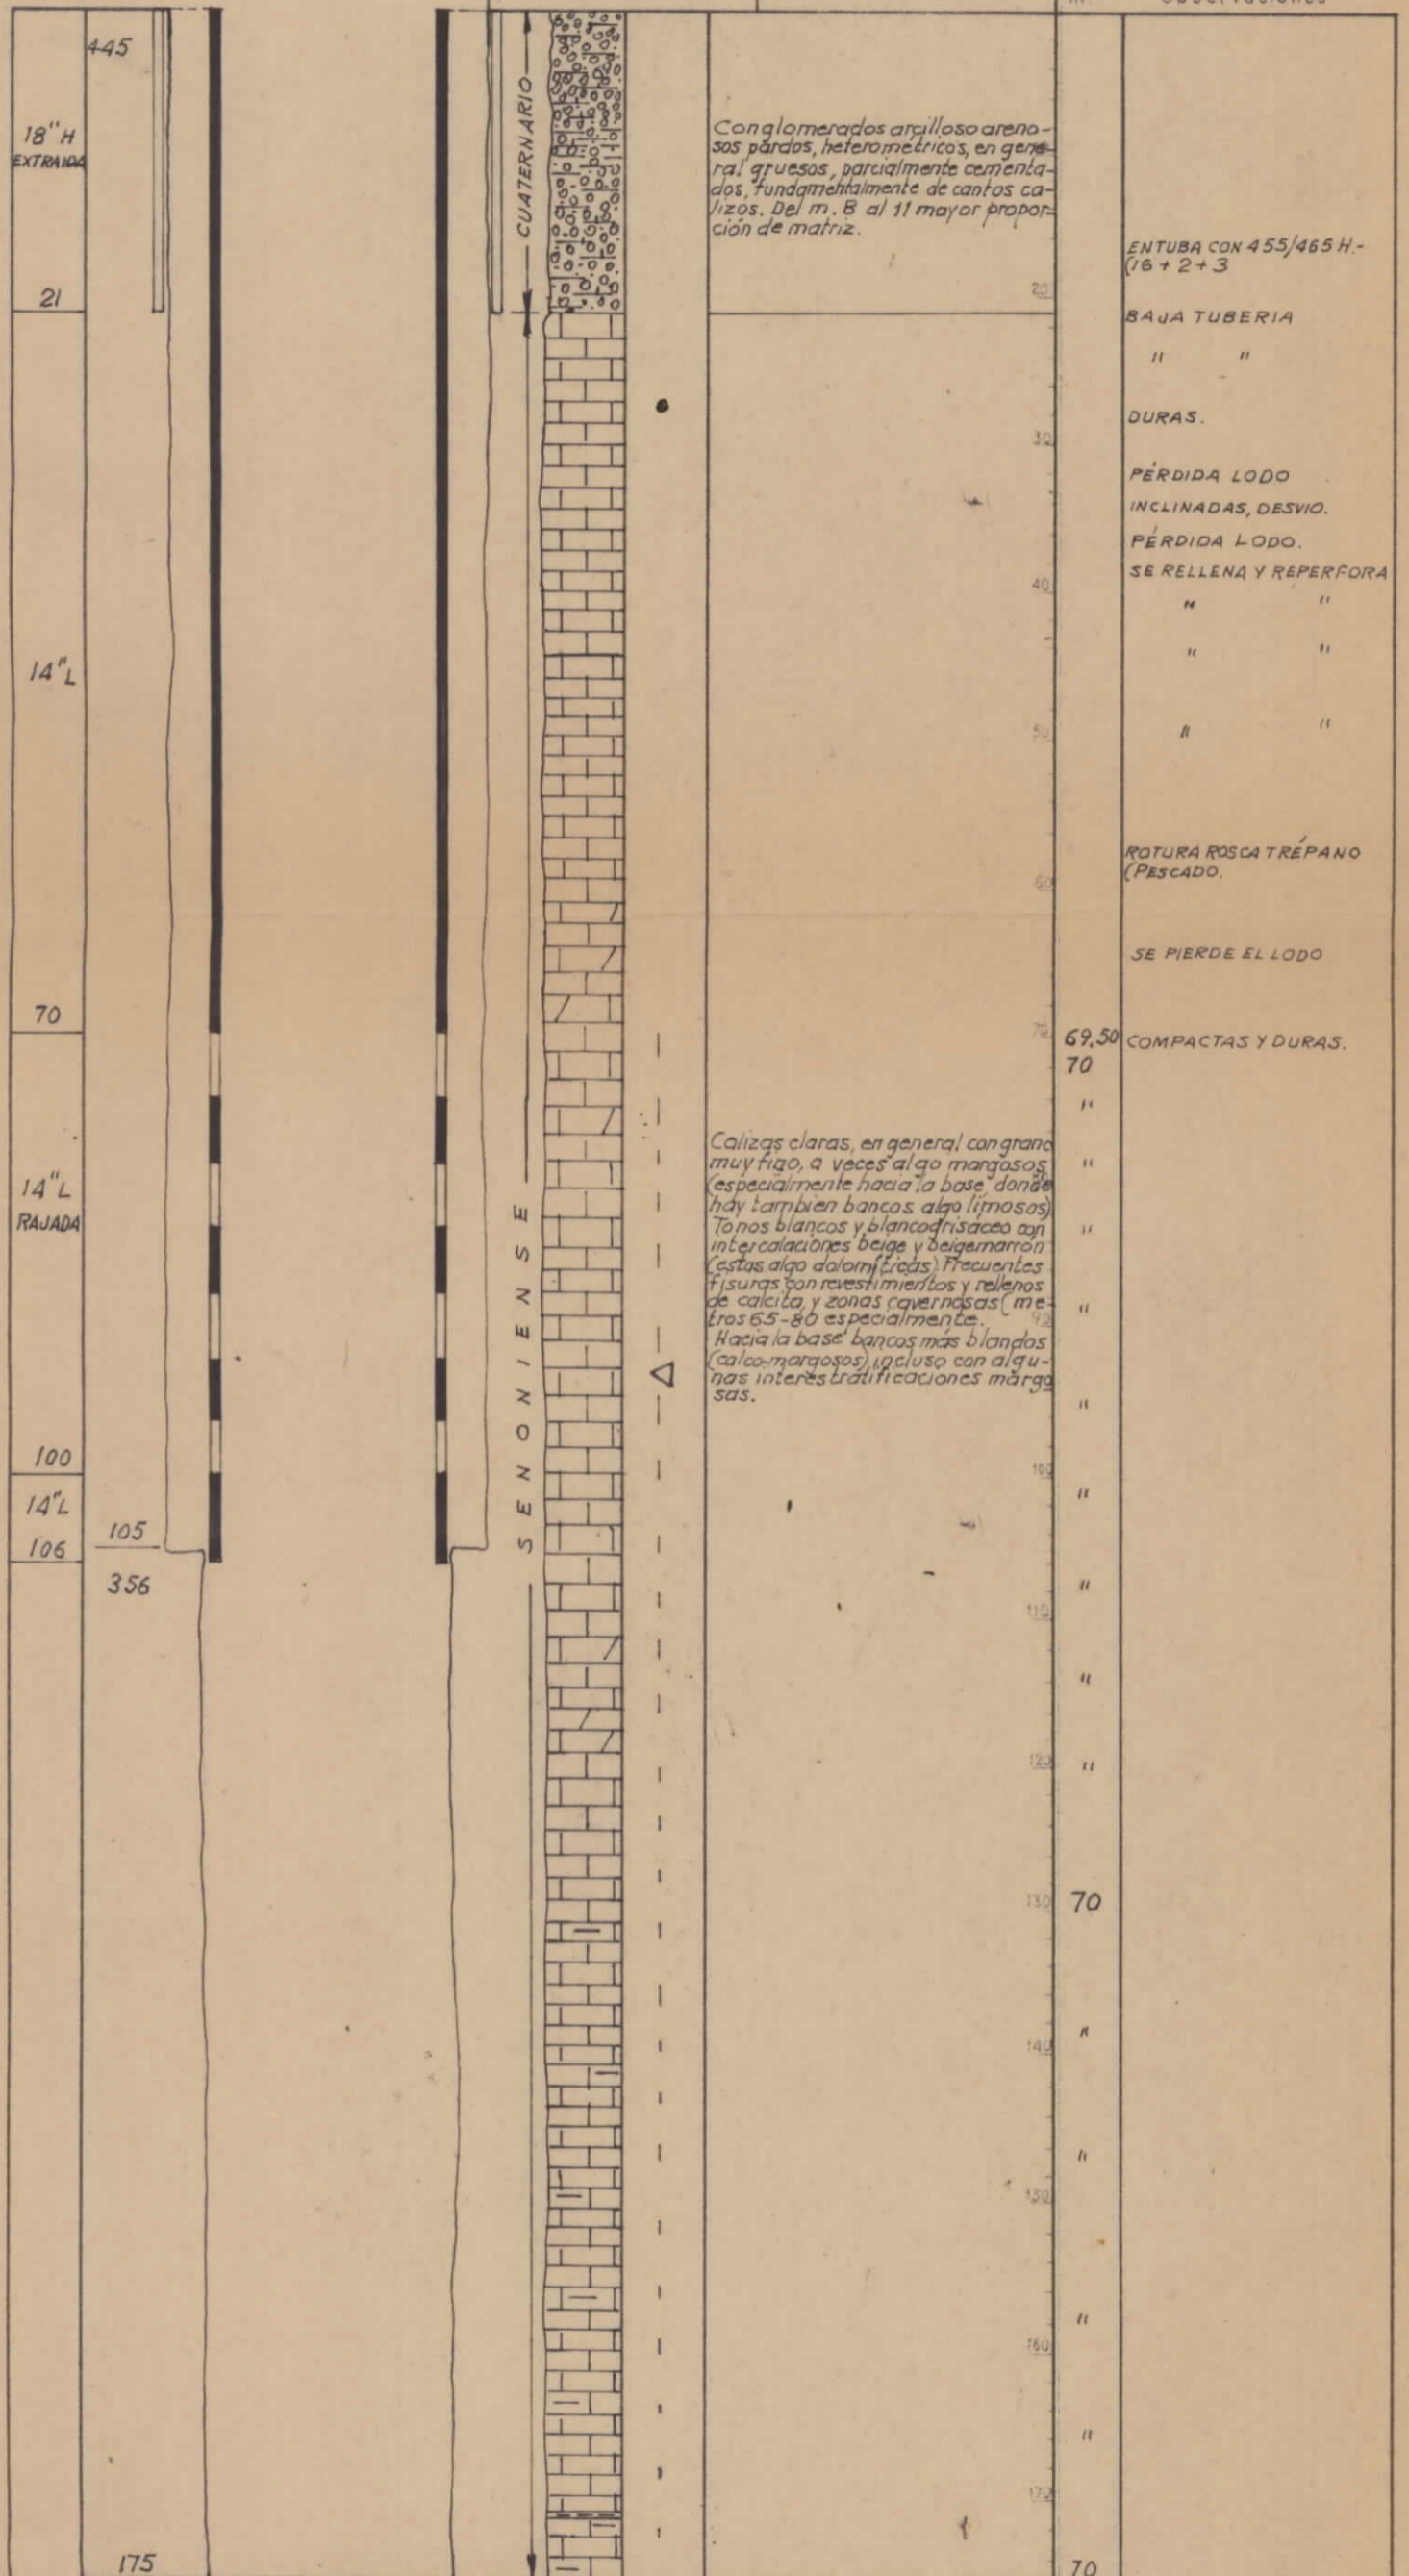 Observaciones
445
18" H
EXTRAIDA
21
14" L
70
14" L
RAJADA
100
14" L
106
105
356
175
CUATERNARIO
SENONIENSE
Conglomerados arcilloso areno-
sos pardos, heterométricos, en gene-
ral gruesos, parcialmente cementa-
dos, fundamentalmente de cantos ca-
lizos. Del m. 8 al 11 mayor propor-
ción de matriz.
Calizas claras, en general con grano
muy fino, a veces algo margosos
(especialmente hacia la base, donde
hay tambien bancos algo limosos)
Tonos blancos y blancogrisáceo con
intercalaciones beige y beigemarrón
(estas algo dolomíticas) Frecuentes
fisuras con revestimientos y rellenos
de calcita, y zonas cavernosas (me-
tros 65-80 especialmente.
Hacia la base bancos más blandos
(calco-margosos), incluso con algu-
nas interestratificaciones margo
sas.
20
30
40
50
60
70
90
100
110
120
130
140
150
160
170
69,50
70
"
"
"
"
"
"
"
"
"
70
"
"
"
"
70
ENTUBA CON 455/465 H.-
(16 + 2 + 3
BAJA TUBERIA
" "
DURAS.
PÉRDIDA LODO
INCLINADAS, DESVIO.
PÉRDIDA LODO.
SE RELLENA Y REPERFORA
" "
" "
" "
ROTURA ROSCA TRÉPANO
(PESCADO.
SE PIERDE EL LODO
COMPACTAS Y DURAS.